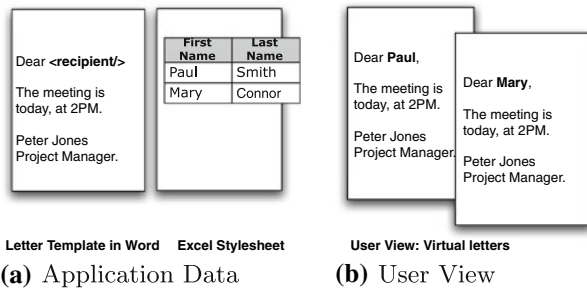 Dear <recipient/>
The meeting is
today, at 2PM.
Peter Jones
Project Manager.
First Name Last Name
Paul Smith
Mary Connor
Dear Paul,
The meeting is
today, at 2PM.
Peter Jones
Project Manager.
Dear Mary,
The meeting is
today, at 2PM.
Peter Jones
Project Manager.
Letter Template in Word Excel Stylesheet
User View: Virtual letters
(a) Application Data
(b) User View